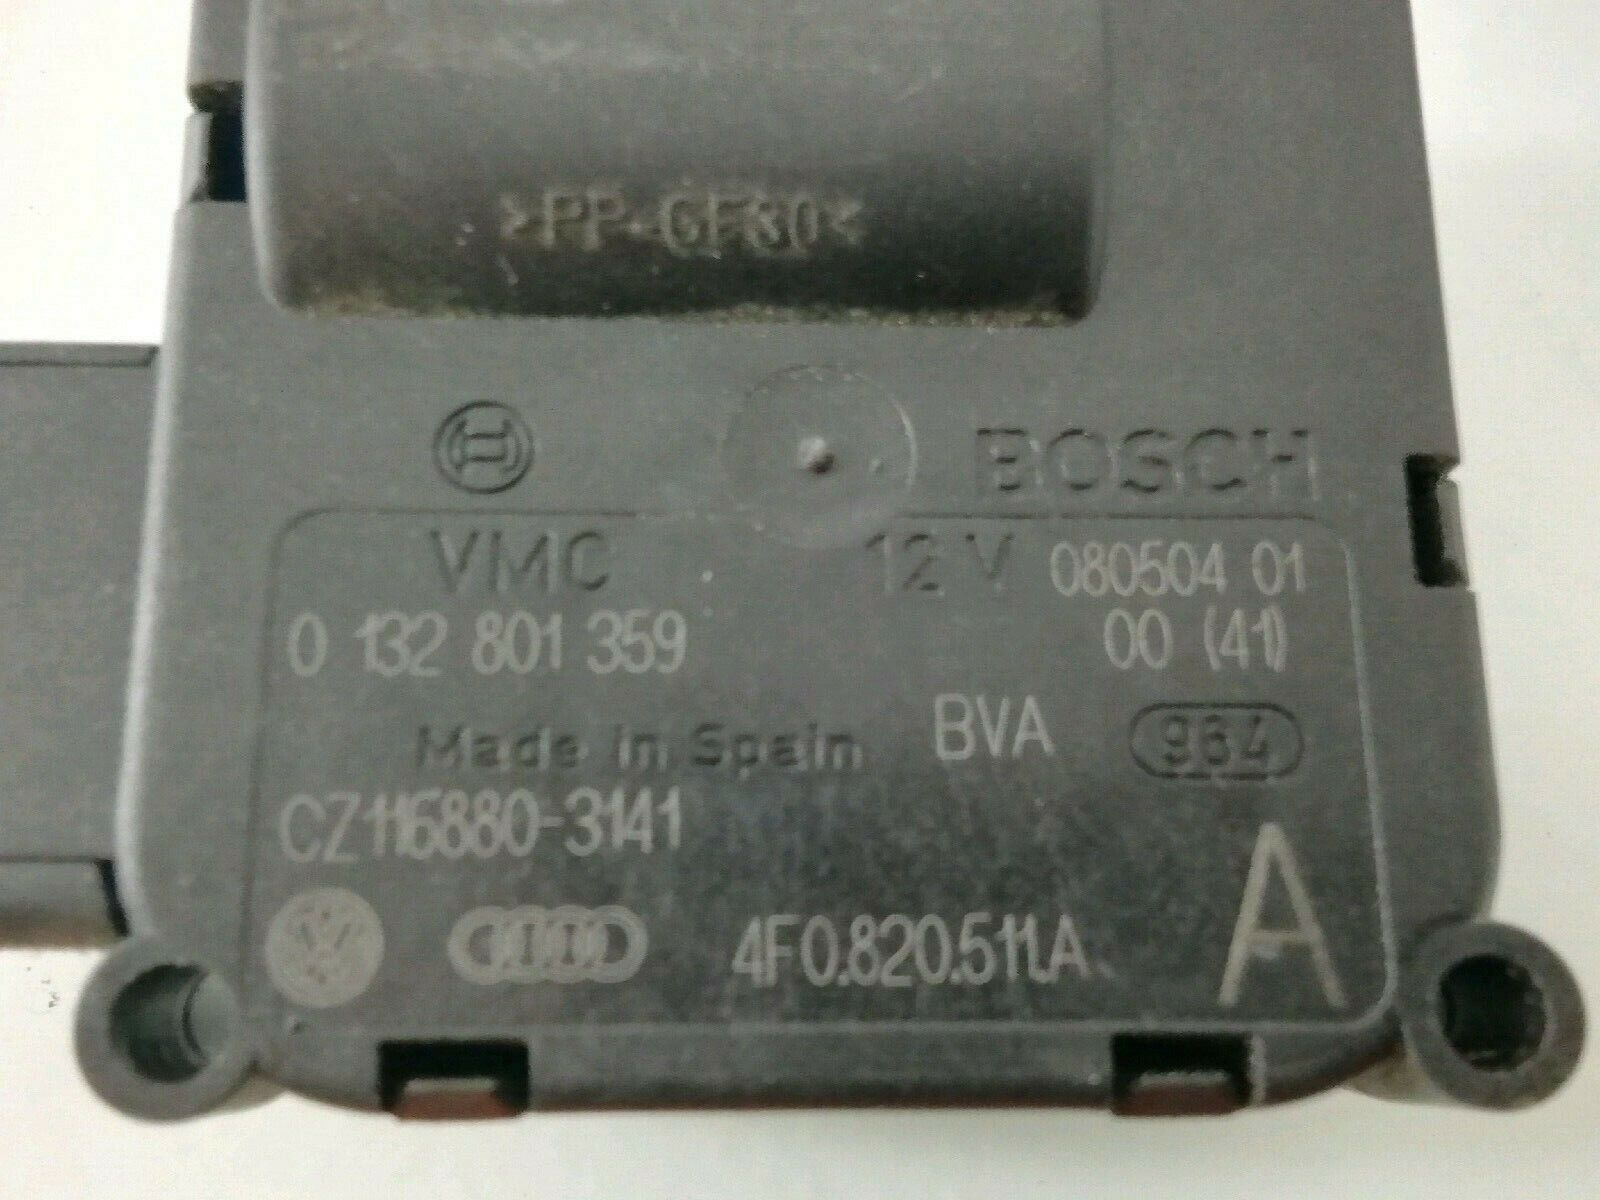 >PP-GF30<
BOSCH
VMC 12 V 080504 01
0 132 801 359 00 (41)
Made in Spain BVA 964
CZ116880-3141
4F0.820.511.A A